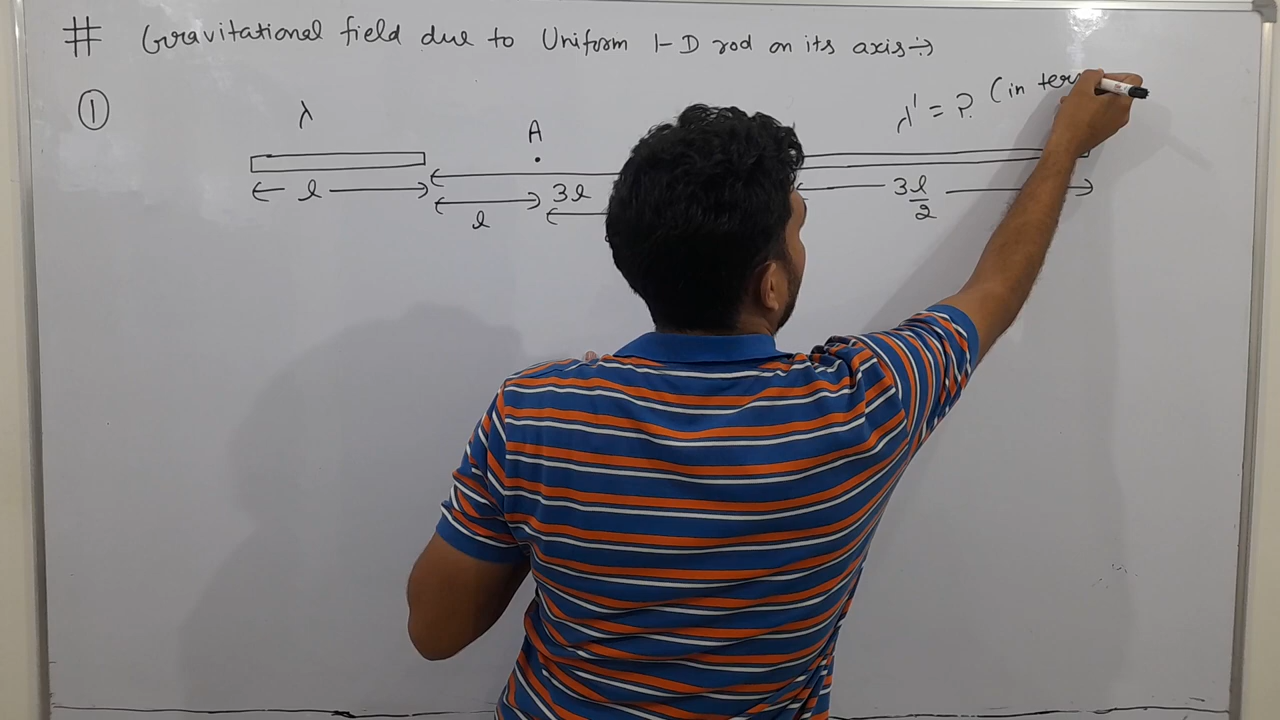 # Gravitational field due to Uniform 1-D rod on its axis :→
①
λ
A
λ' = ? (in ter
l
3l
l
3l/2